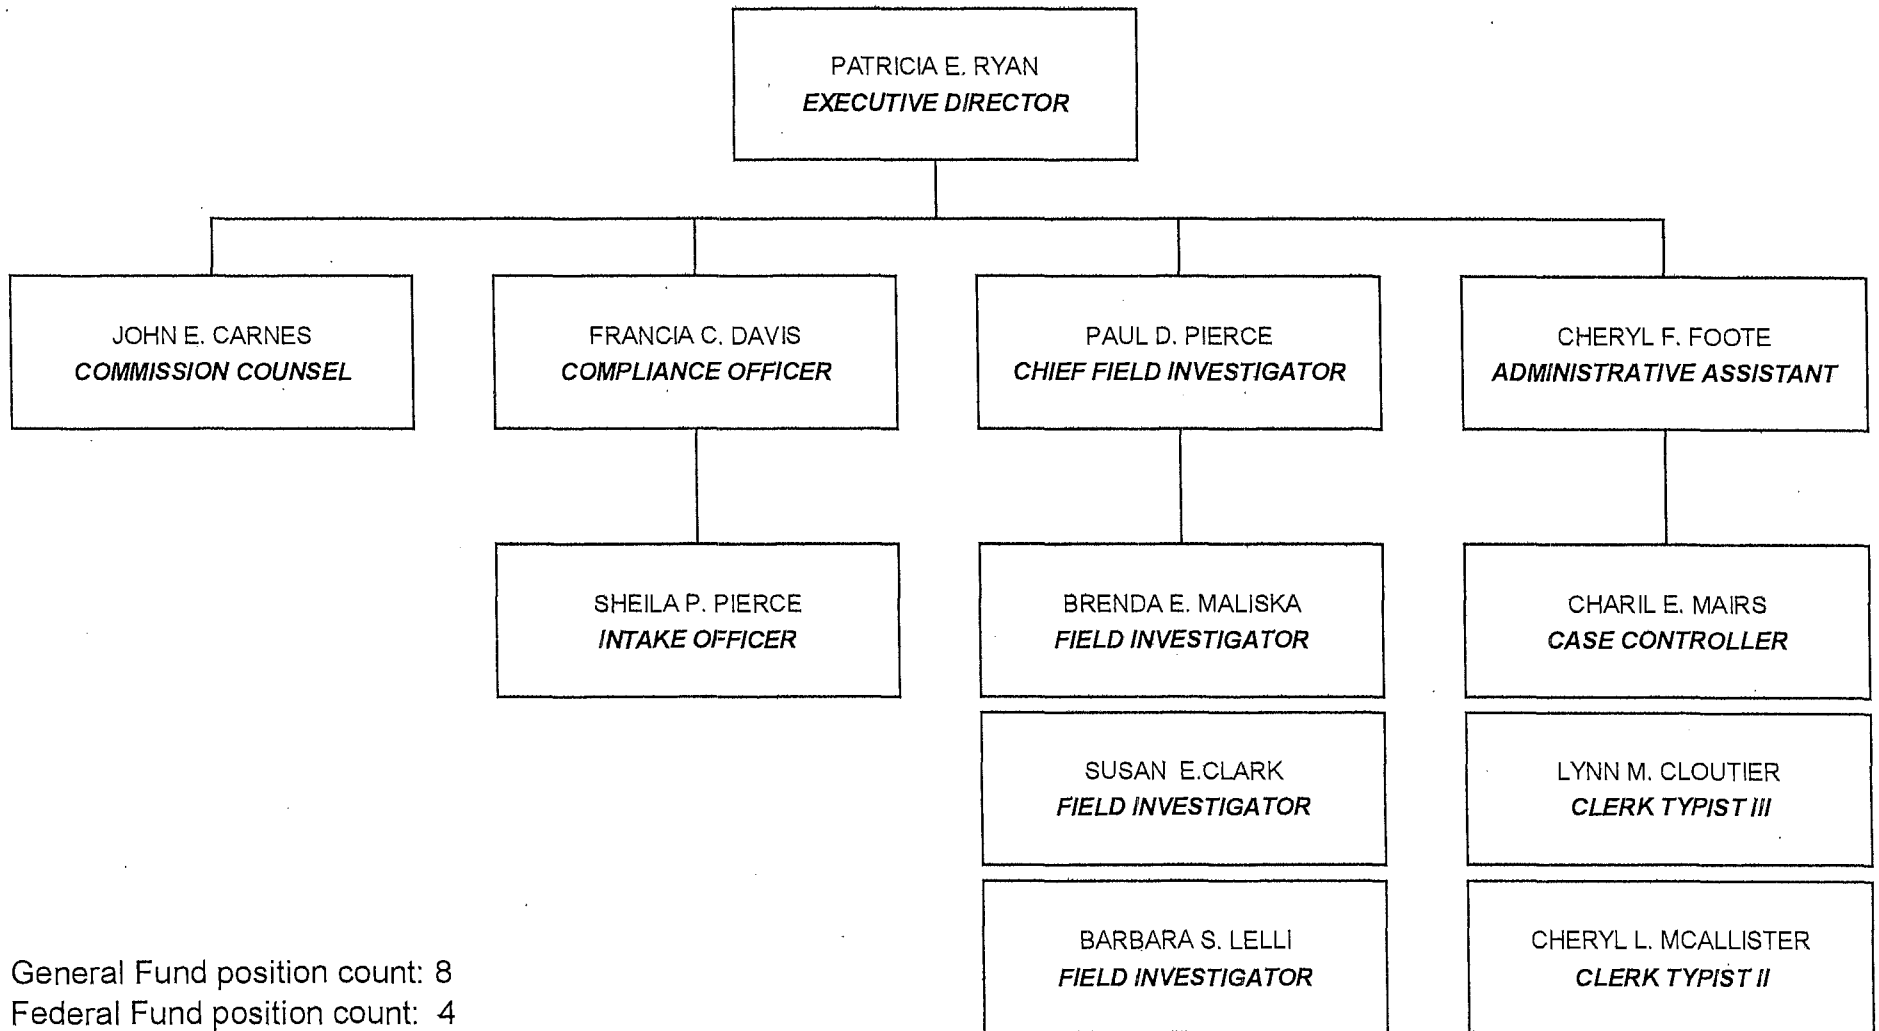 PATRICIA E. RYAN
EXECUTIVE DIRECTOR
JOHN E. CARNES
COMMISSION COUNSEL
FRANCIA C. DAVIS
COMPLIANCE OFFICER
PAUL D. PIERCE
CHIEF FIELD INVESTIGATOR
CHERYL F. FOOTE
ADMINISTRATIVE ASSISTANT
SHEILA P. PIERCE
INTAKE OFFICER
BRENDA E. MALISKA
FIELD INVESTIGATOR
CHARIL E. MAIRS
CASE CONTROLLER
SUSAN E.CLARK
FIELD INVESTIGATOR
LYNN M. CLOUTIER
CLERK TYPIST III
BARBARA S. LELLI
FIELD INVESTIGATOR
CHERYL L. MCALLISTER
CLERK TYPIST II
General Fund position count: 8
Federal Fund position count: 4